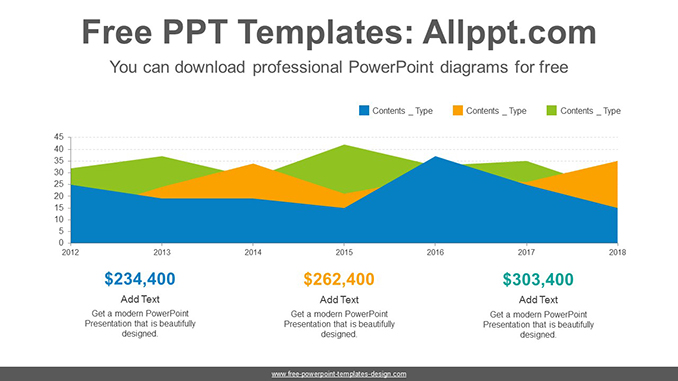 Free PPT Templates: Allppt.com
You can download professional PowerPoint diagrams for free
Contents _ Type Contents _ Type Contents _ Type
45
40
35
30
25
20
15
10
5
0
2012 2013 2014 2015 2016 2017 2018
$234,400 $262,400 $303,400
Add Text Add Text Add Text
Get a modern PowerPoint Get a modern PowerPoint Get a modern PowerPoint
Presentation that is beautifully Presentation that is beautifully Presentation that is beautifully
designed. designed. designed.
www.free-powerpoint-templates-design.com